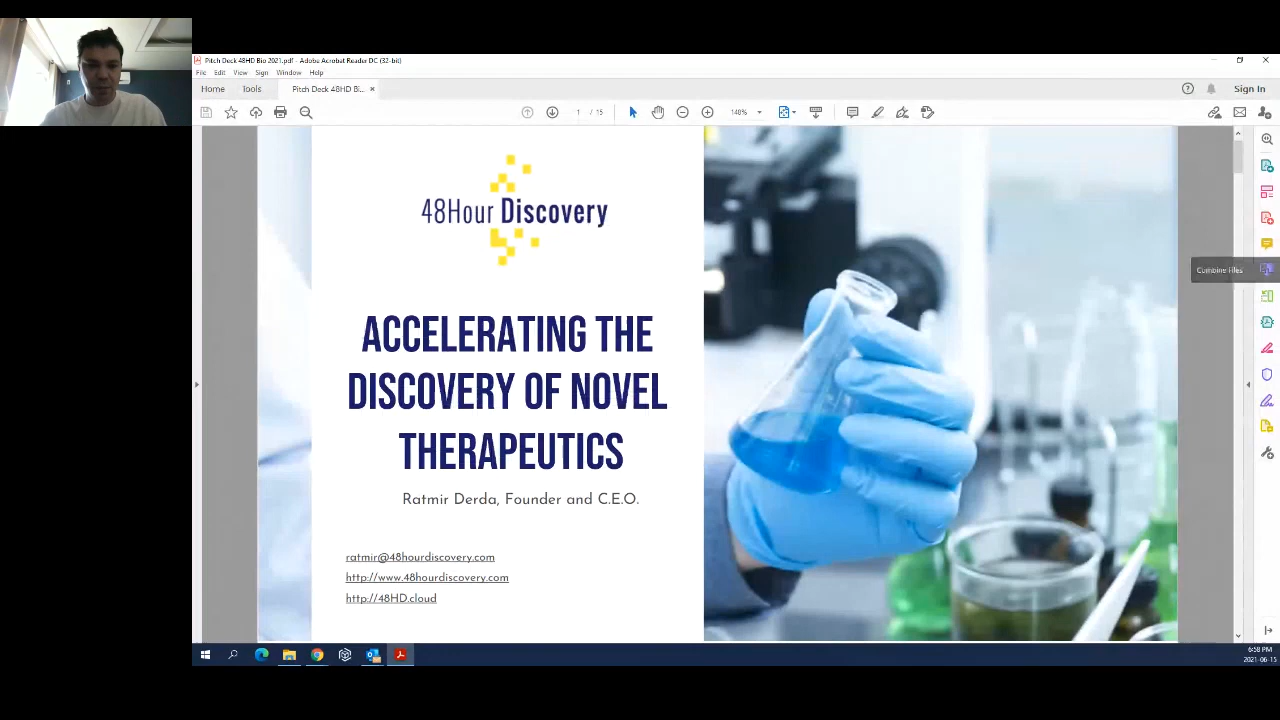 Pitch Deck 48HD Bio 2021.pdf - Adobe Acrobat Reader DC (32-bit)
File Edit View Sign Window Help
Home Tools Pitch Deck 48HD Bi... × Sign In
1 / 15 148%
48Hour Discovery
Combine Files
ACCELERATING THE
DISCOVERY OF NOVEL
THERAPEUTICS
Ratmir Derda, Founder and C.E.O.
ratmir@48hourdiscovery.com
http://www.48hourdiscovery.com
http://48HD.cloud
6:58 PM
2021-06-15